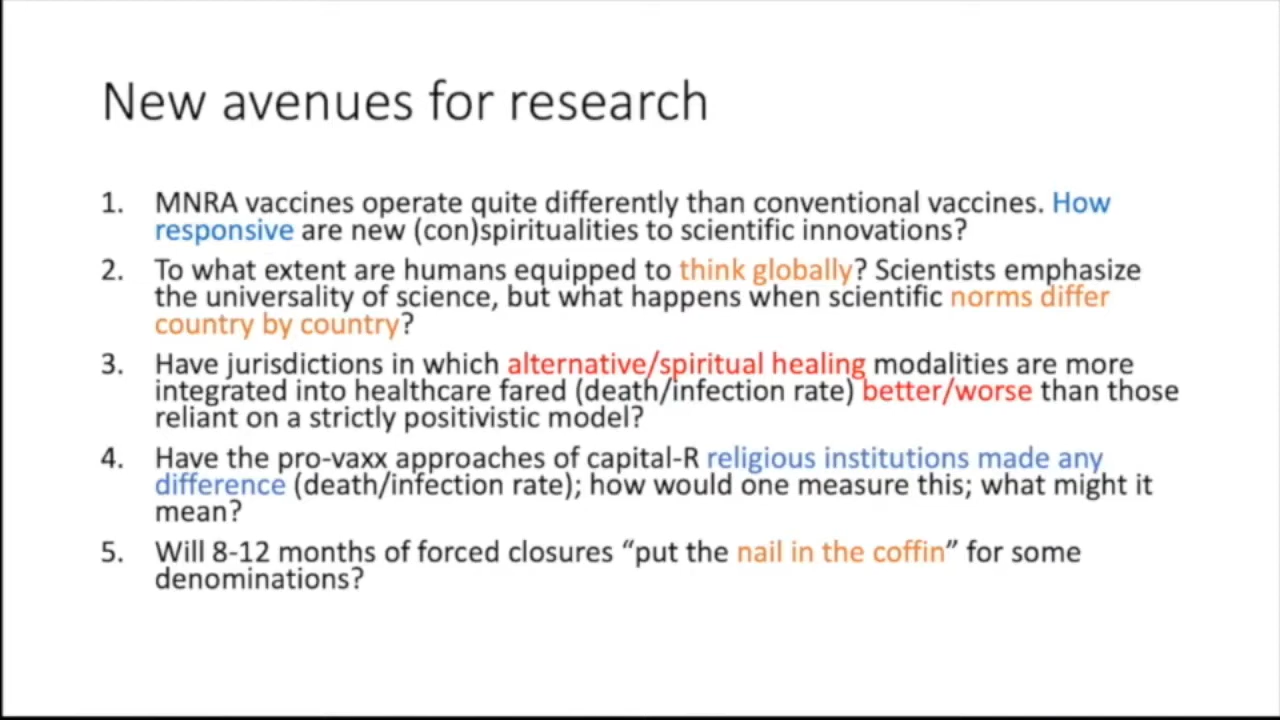 New avenues for research
1. MNRA vaccines operate quite differently than conventional vaccines. How
responsive are new (con)spiritualities to scientific innovations?
2. To what extent are humans equipped to think globally? Scientists emphasize
the universality of science, but what happens when scientific norms differ
country by country?
3. Have jurisdictions in which alternative/spiritual healing modalities are more
integrated into healthcare fared (death/infection rate) better/worse than those
reliant on a strictly positivistic model?
4. Have the pro-vaxx approaches of capital-R religious institutions made any
difference (death/infection rate); how would one measure this; what might it
mean?
5. Will 8-12 months of forced closures “put the nail in the coffin” for some
denominations?